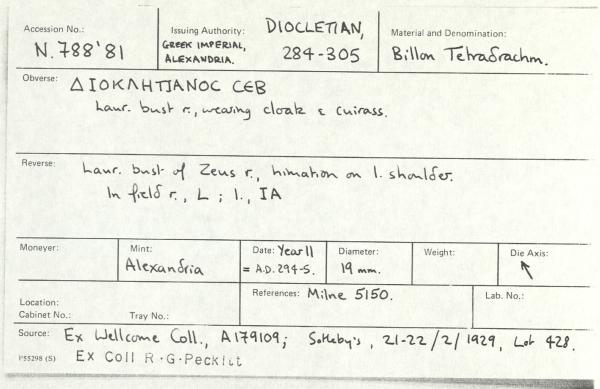 Accession No.:
N.788'81
Issuing Authority:
GREEK IMPERIAL,
ALEXANDRIA.
DIOCLETIAN,
284-305
Material and Denomination:
Billon Tetradrachm.
Obverse: ΔΙΟΚΛΗΤΙΑΝΟC CEB
Laur. bust r., wearing cloak & cuirass.
Reverse: Laur. bust of Zeus r., himation on l. shoulder.
In field r., L ; l., IA
Moneyer:
Mint:
Alexandria
Date: Year 11
= A.D. 294-5.
Diameter:
19 mm.
Weight:
Die Axis:
↖
Location:
Cabinet No.: Tray No.:
References: Milne 5150.
Lab. No.:
Source: Ex Wellcome Coll., A179109; Sotheby's, 21-22/2/1929, Lot 428.
P55298 (S) Ex Coll R.G.Peckitt